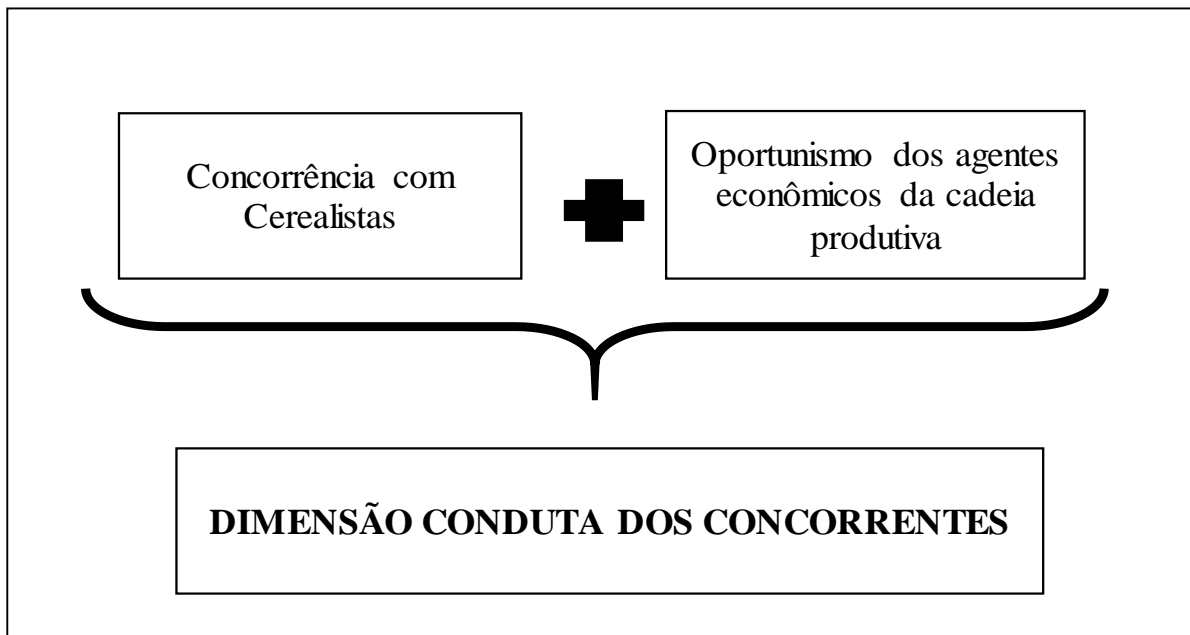 Concorrência com
Cerealistas
Oportunismo dos agentes
econômicos da cadeia
produtiva
DIMENSÃO CONDUTA DOS CONCORRENTES